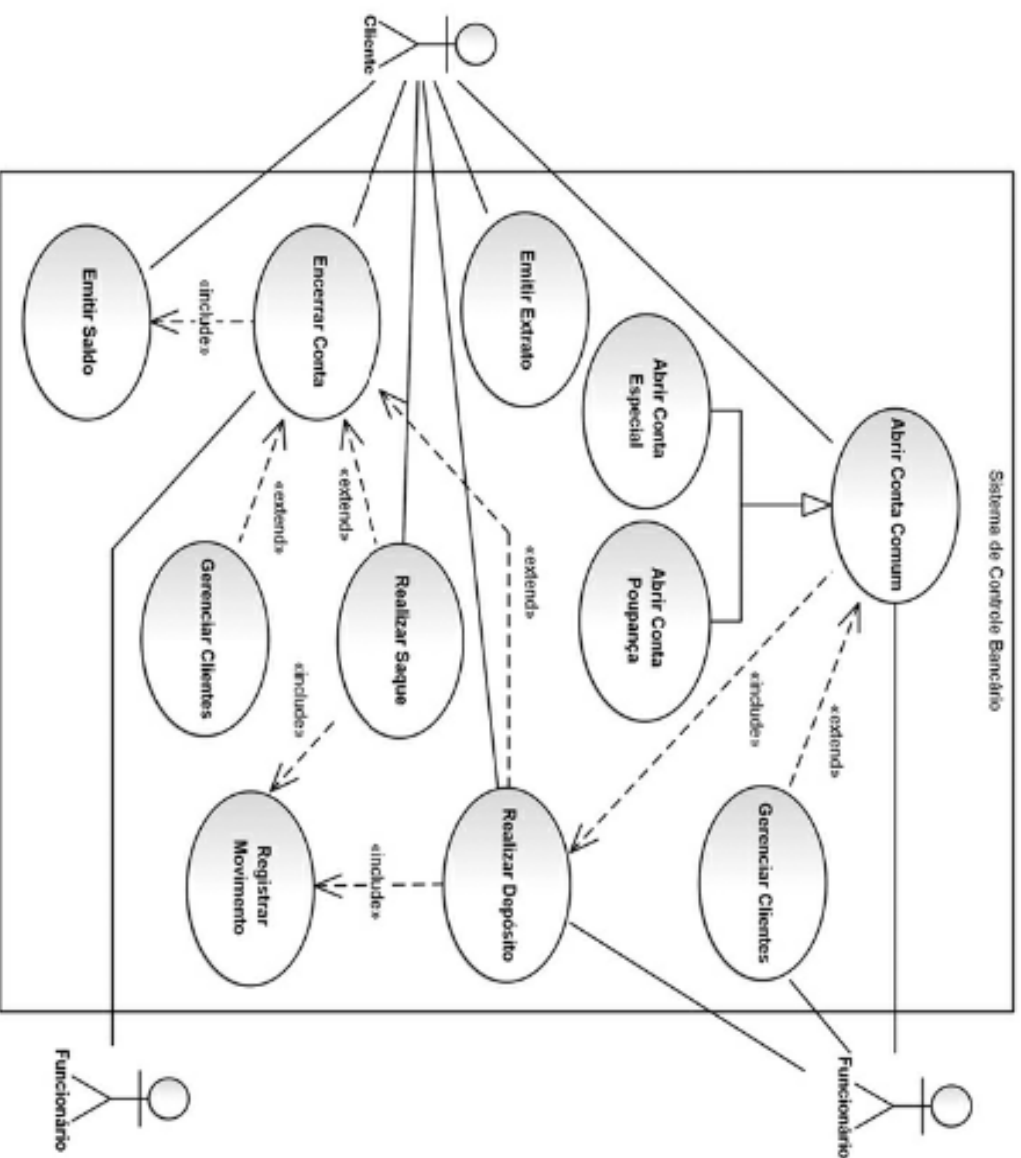 Sistema de Controle Bancário
Cliente
Abrir Conta Comum
«extend»
Gerenciar Clientes
Funcionário
«include»
Abrir Conta
Especial
Abrir Conta
Poupança
Emitir Extrato
«extend»
Realizar Depósito
Encerrar Conta
«extend»
Realizar Saque
«include»
«include»
«extend»
Gerenciar Clientes
Registrar
Movimento
«include»
Emitir Saldo
Funcionário